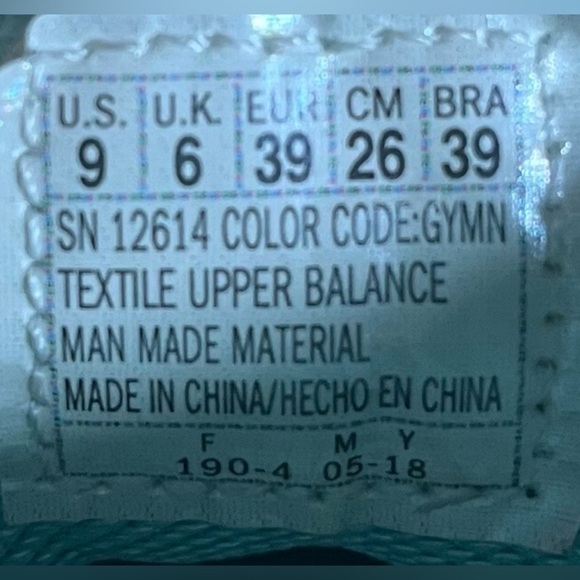 U.S. U.K. EUR CM BRA
9 6 39 26 39
SN 12614 COLOR CODE:GYMN
TEXTILE UPPER BALANCE
MAN MADE MATERIAL
MADE IN CHINA/HECHO EN CHINA
F M Y
190-4 05-18